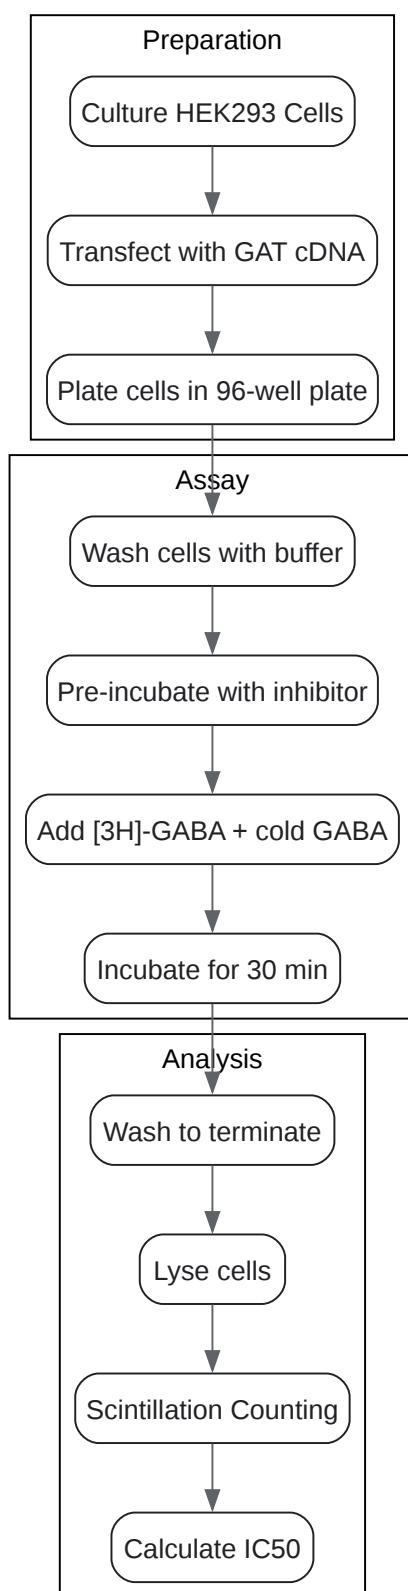 Preparation
Culture HEK293 Cells
Transfect with GAT cDNA
Plate cells in 96-well plate
Assay
Wash cells with buffer
Pre-incubate with inhibitor
Add [3H]-GABA + cold GABA
Incubate for 30 min
Analysis
Wash to terminate
Lyse cells
Scintillation Counting
Calculate IC50